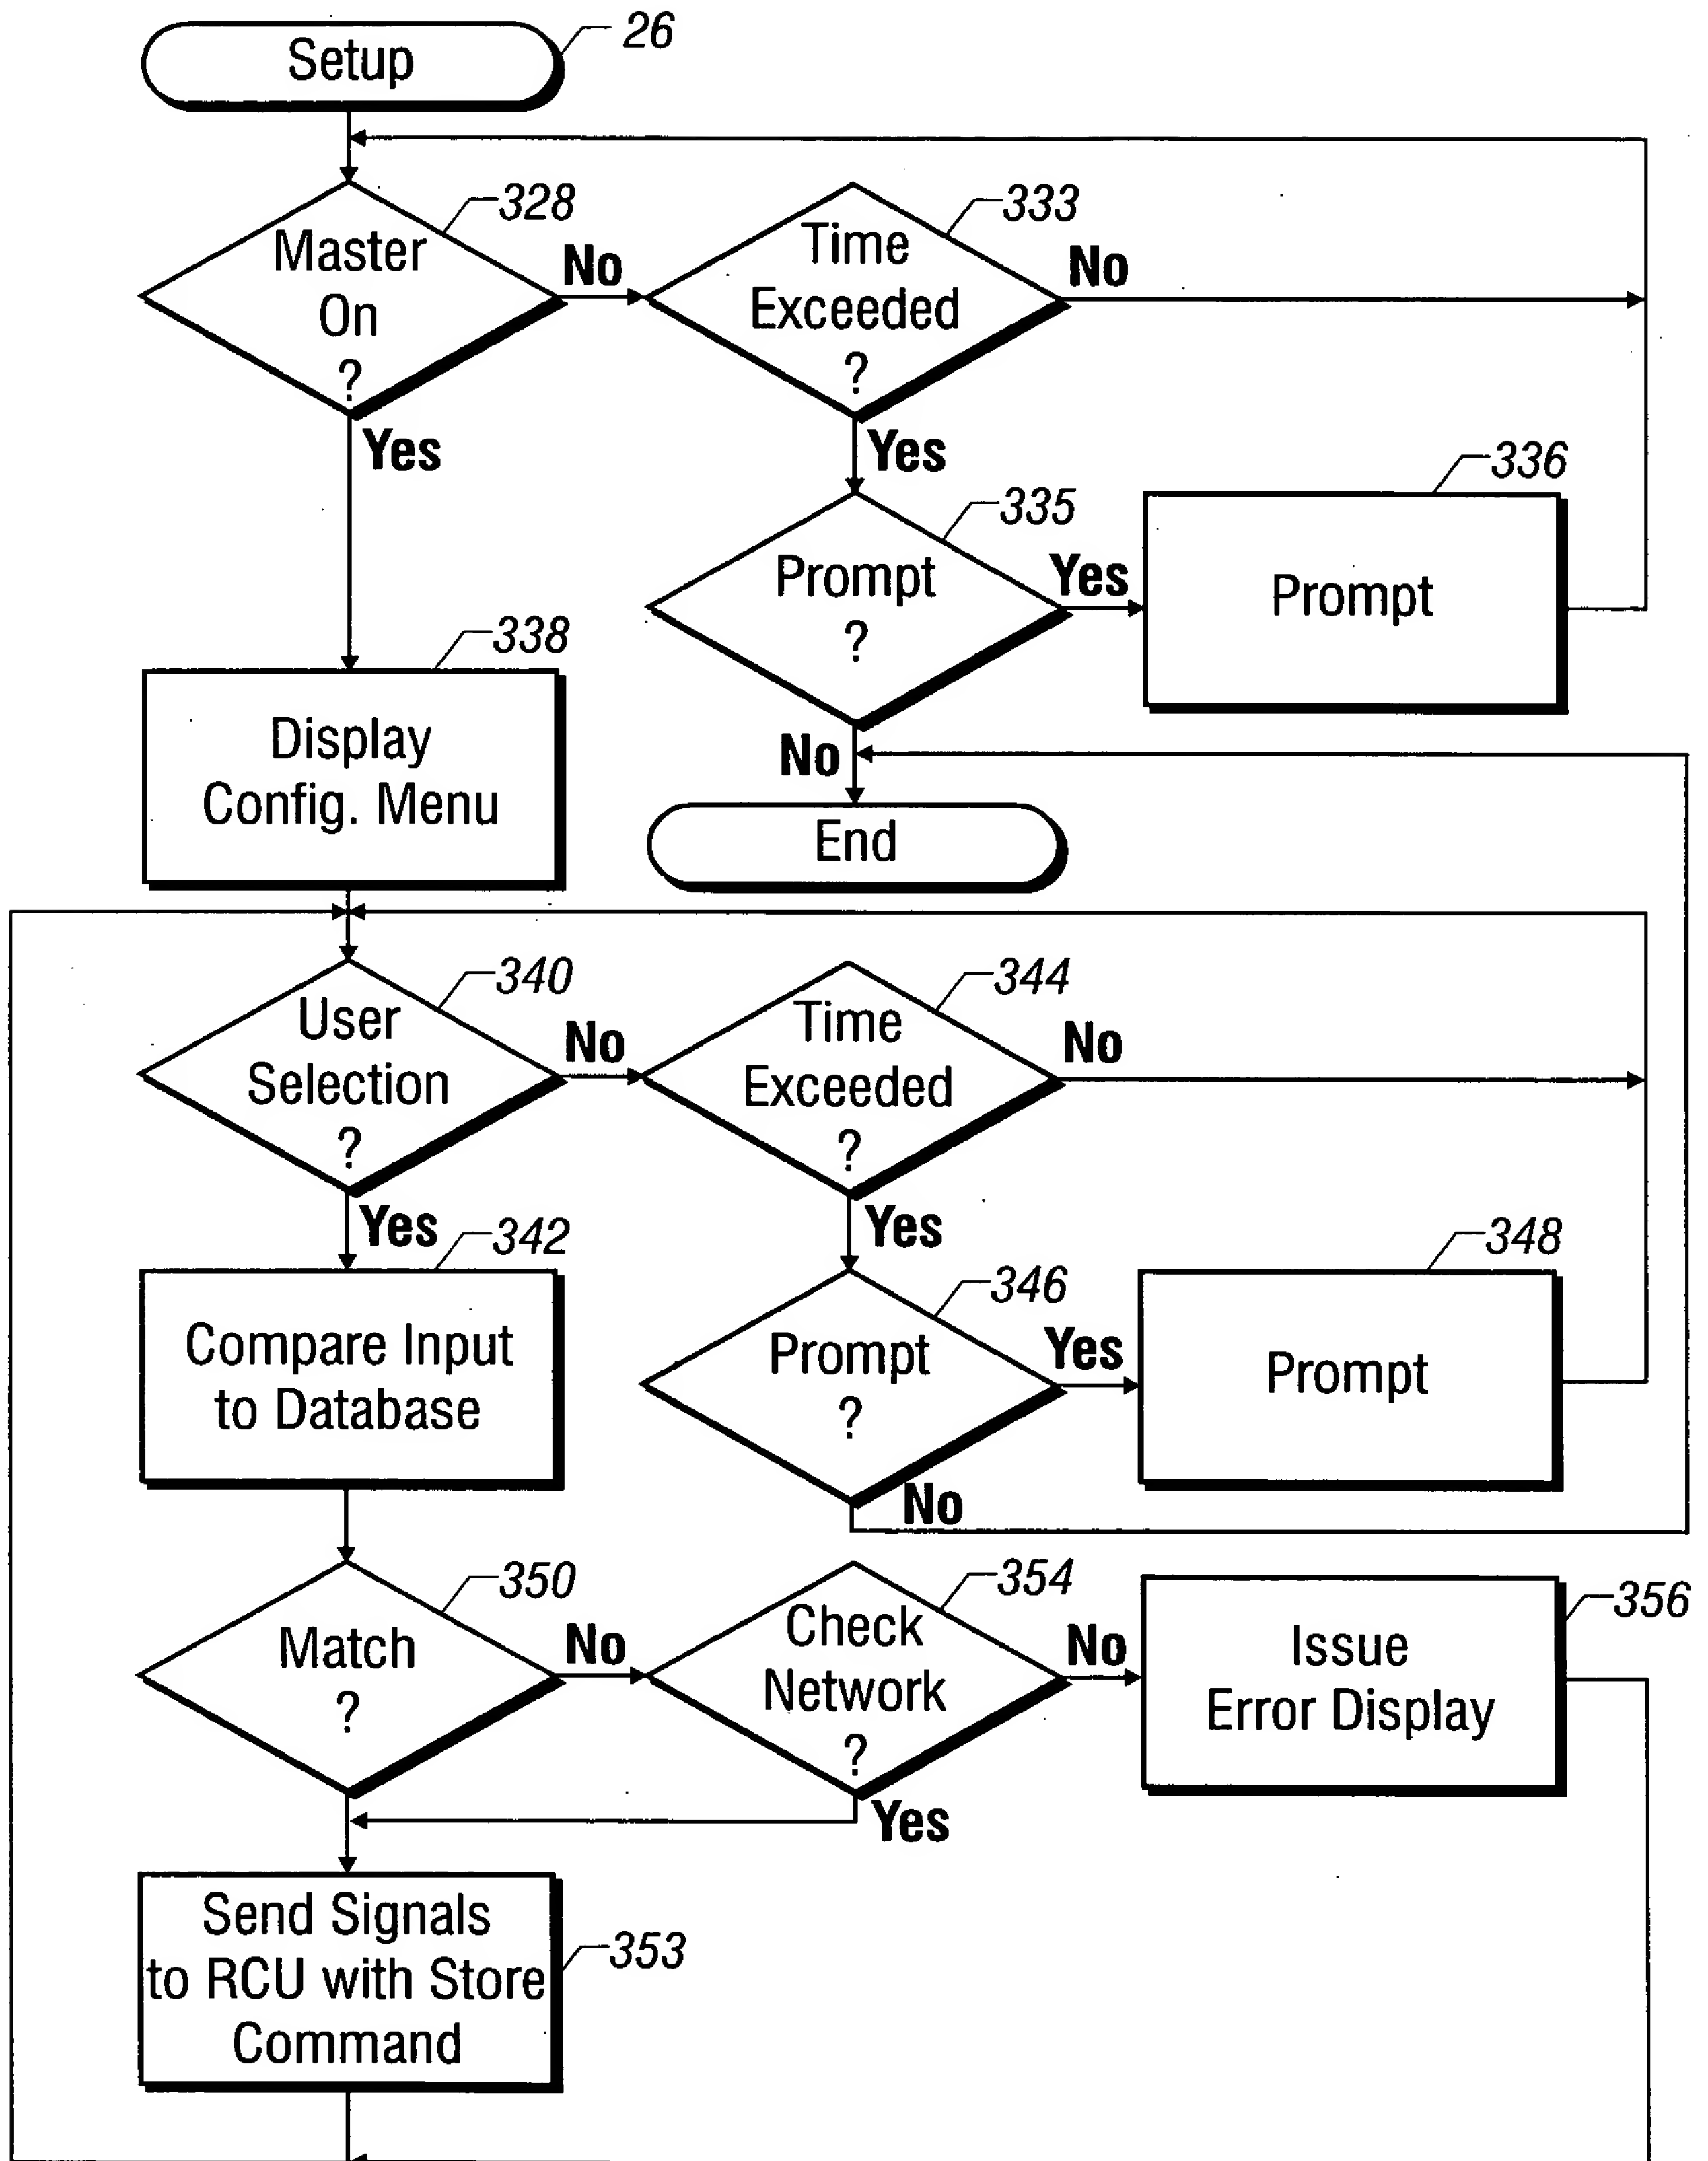 Setup
26
Master
On
?
328
No
Yes
Time
Exceeded
?
333
No
Yes
Prompt
?
335
Yes
No
Prompt
336
End
Display
Config. Menu
338
User
Selection
?
340
No
Yes
Time
Exceeded
?
344
No
Yes
Compare Input
to Database
342
Prompt
?
346
Yes
No
Prompt
348
Match
?
350
No
Check
Network
?
354
No
Yes
Issue
Error Display
356
Send Signals
to RCU with Store
Command
353